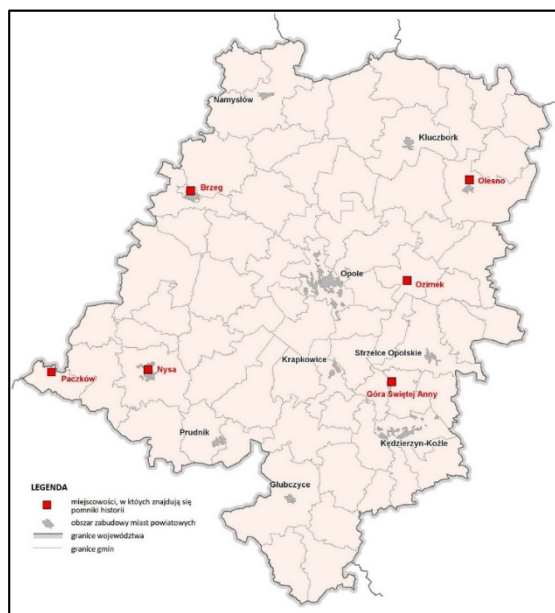 Namysłów
Kluczbork
Olesno
Brzeg
Opole
Ozimek
Krapkowice
Strzelce Opolskie
Paczków
Nysa
Góra Świętej Anny
Prudnik
Kędzierzyn-Koźle
Głubczyce
LEGENDA
miejscowości, w których znajdują się
pomniki historii
obszar zabudowy miast powiatowych
granice województwa
granice gmin